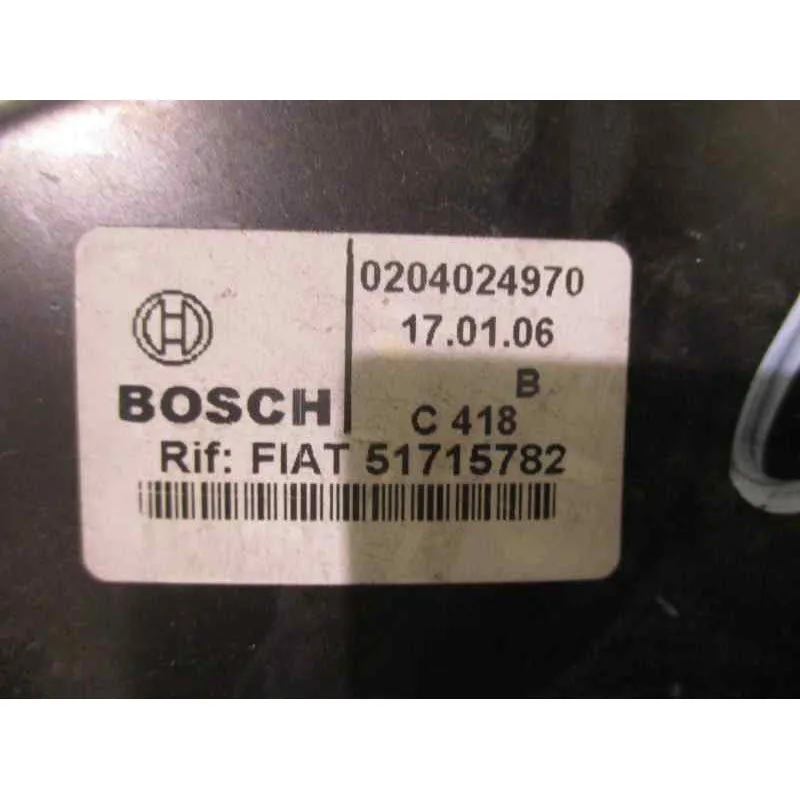 0204024970
17.01.06
B
BOSCH
C 418
Rif: FIAT 51715782